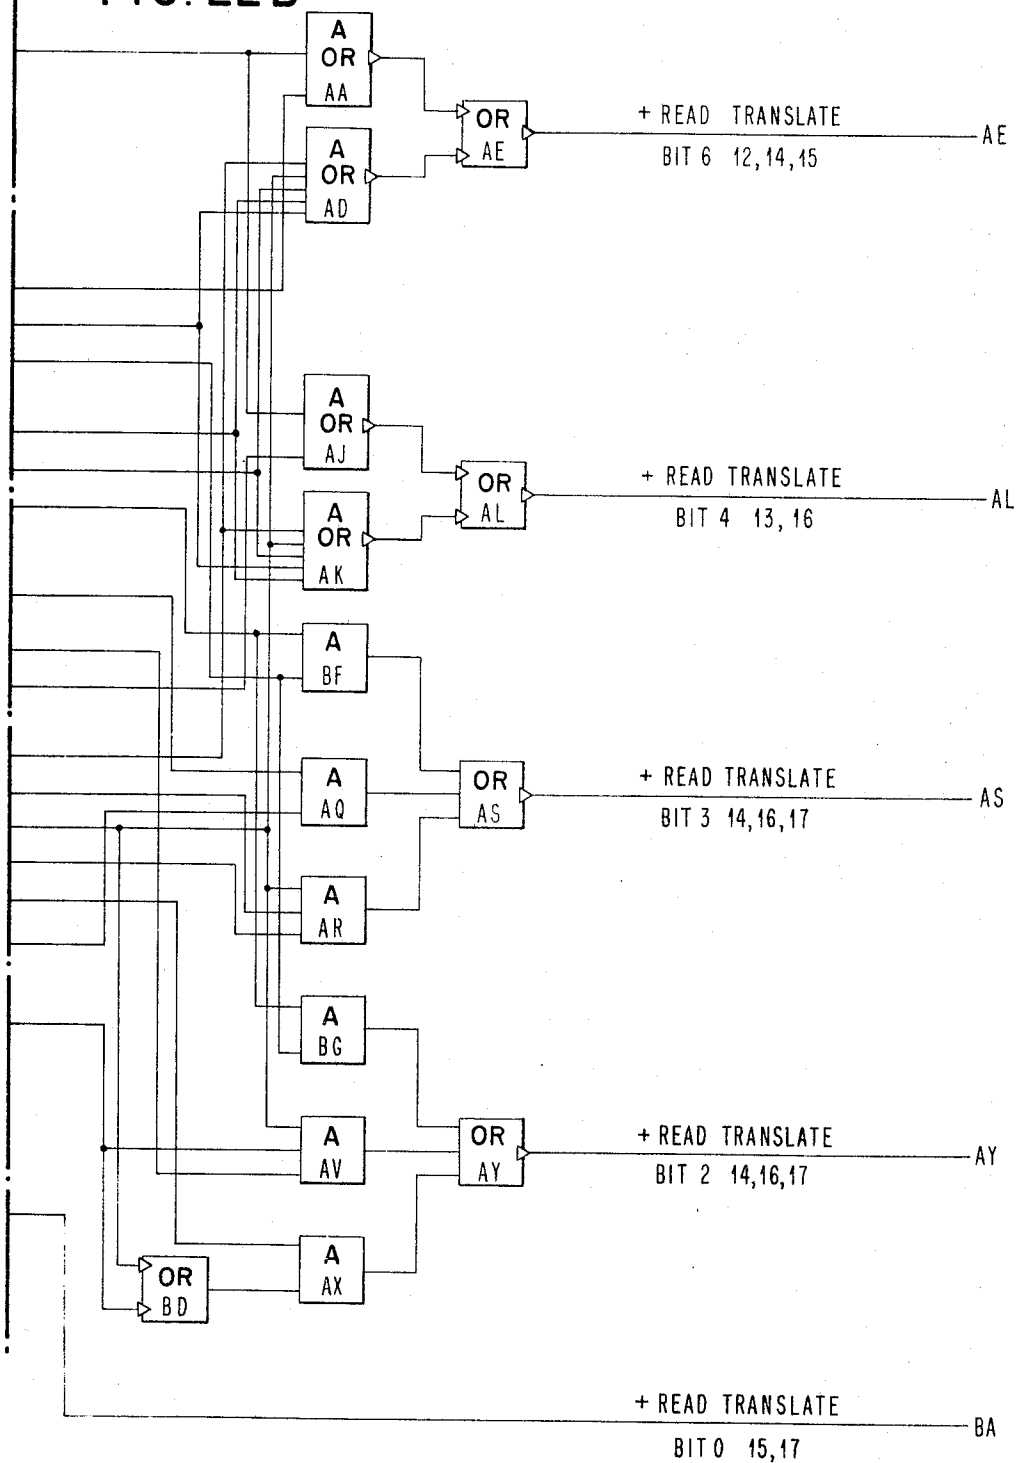 FIG. 22B
A
OR
AA
A
OR
AD
OR
AE
+ READ TRANSLATE
BIT 6 12,14,15
AE
A
OR
AJ
A
OR
AK
OR
AL
+ READ TRANSLATE
BIT 4 13,16
AL
A
BF
A
AQ
A
AR
OR
AS
+ READ TRANSLATE
BIT 3 14,16,17
AS
A
BG
A
AV
A
AX
OR
BD
OR
AY
+ READ TRANSLATE
BIT 2 14,16,17
AY
+ READ TRANSLATE
BIT 0 15,17
BA